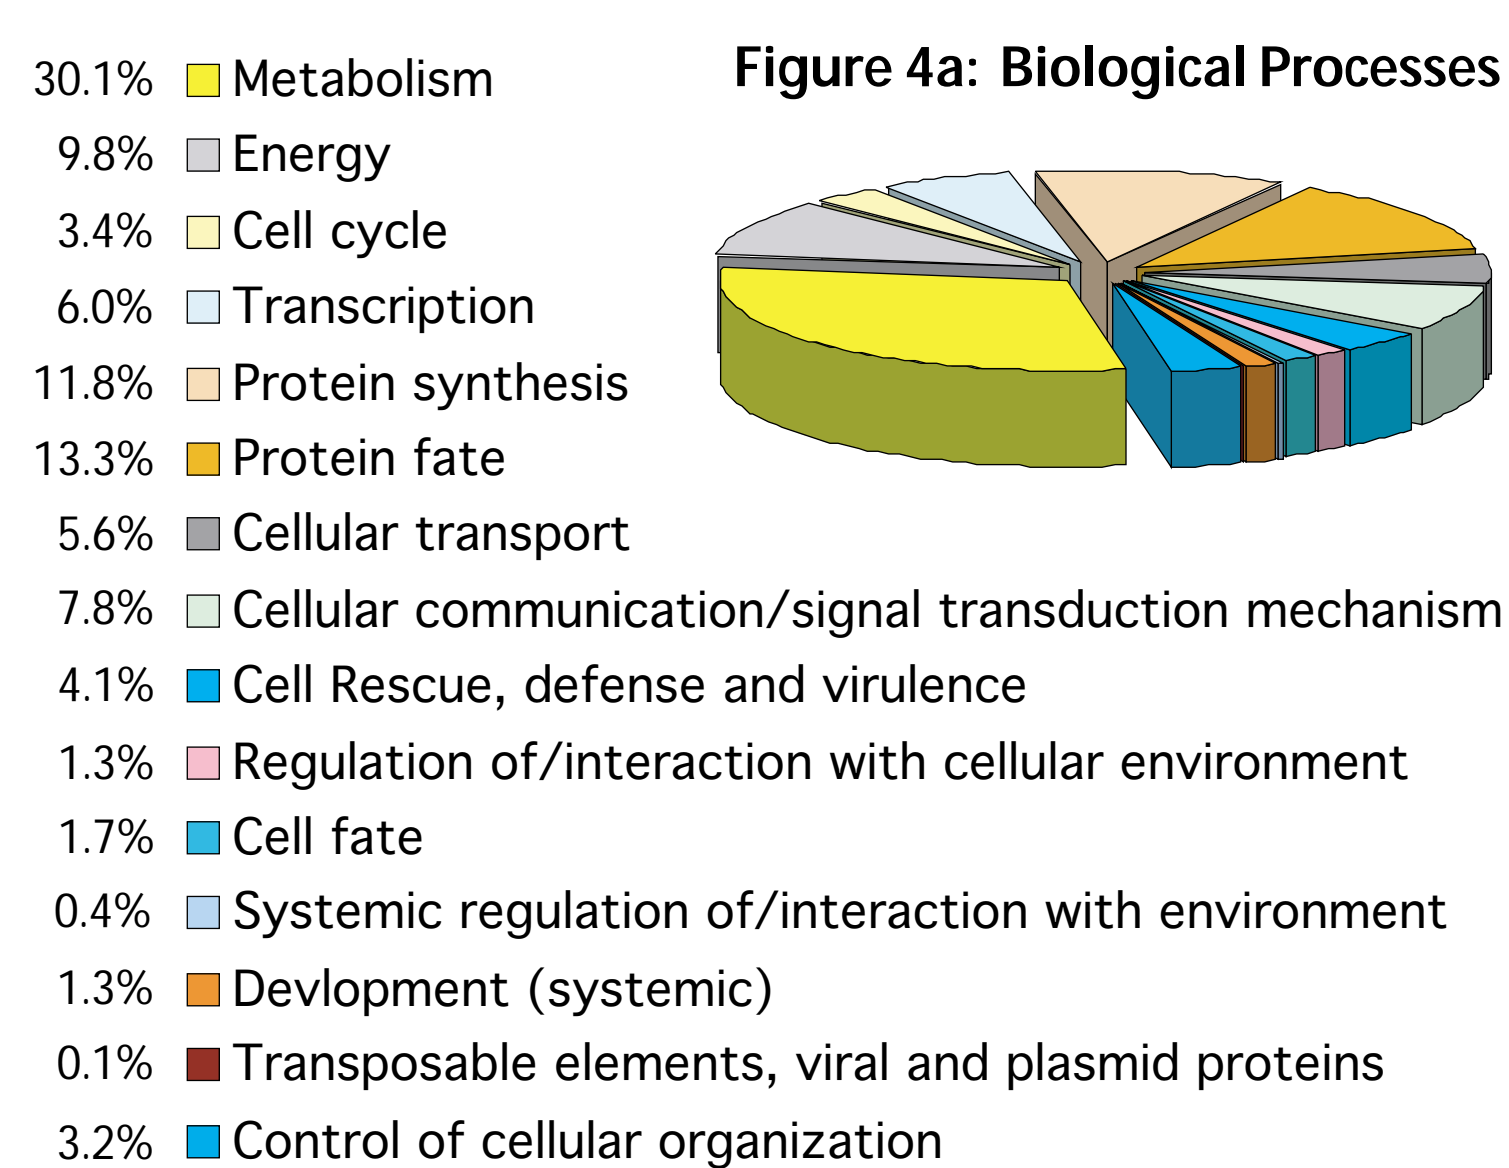 Figure 4a: Biological Processes
30.1% Metabolism
9.8% Energy
3.4% Cell cycle
6.0% Transcription
11.8% Protein synthesis
13.3% Protein fate
5.6% Cellular transport
7.8% Cellular communication/signal transduction mechanism
4.1% Cell Rescue, defense and virulence
1.3% Regulation of/interaction with cellular environment
1.7% Cell fate
0.4% Systemic regulation of/interaction with environment
1.3% Devlopment (systemic)
0.1% Transposable elements, viral and plasmid proteins
3.2% Control of cellular organization